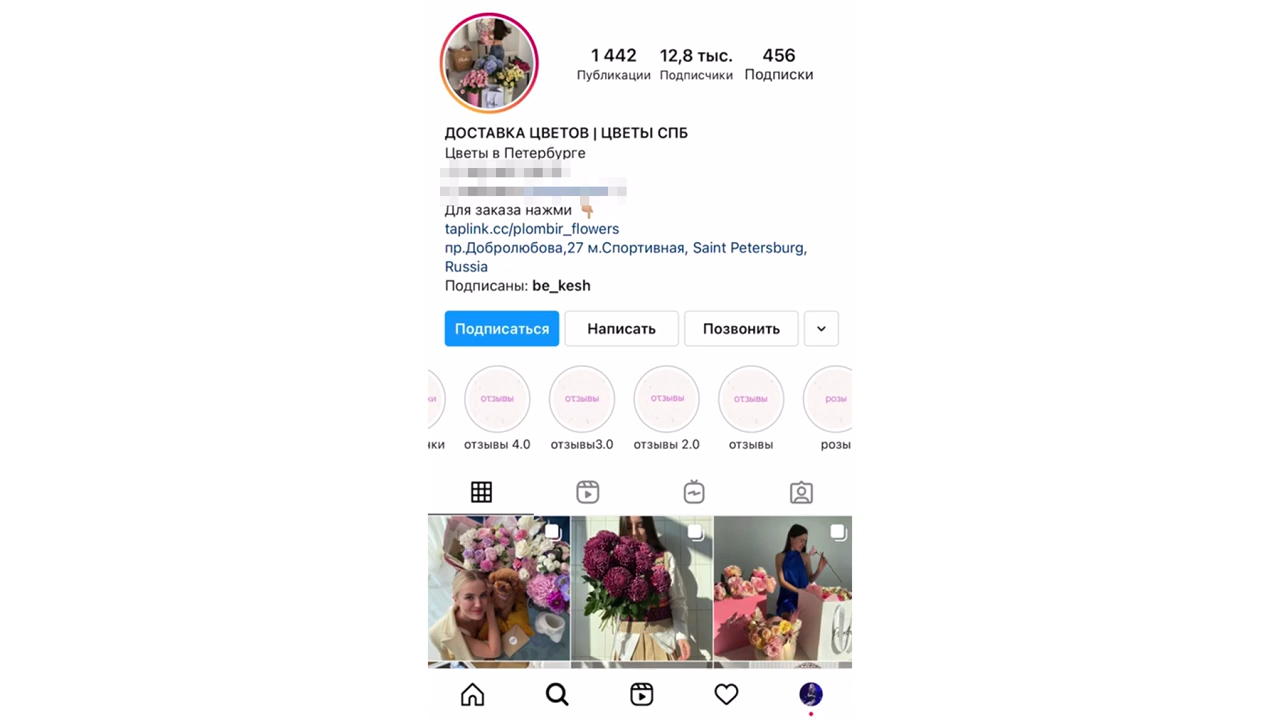 1 442 12,8 тыс. 456
Публикации Подписчики Подписки
ДОСТАВКА ЦВЕТОВ | ЦВЕТЫ СПБ
Цветы в Петербурге
Для заказа нажми
taplink.cc/plombir_flowers
пр.Добролюбова,27 м.Спортивная, Saint Petersburg,
Russia
Подписаны: be_kesh
Подписаться Написать Позвонить
отзывы отзывы отзывы отзывы розы
отзывы 4.0 отзывы3.0 отзывы 2.0 отзывы розы